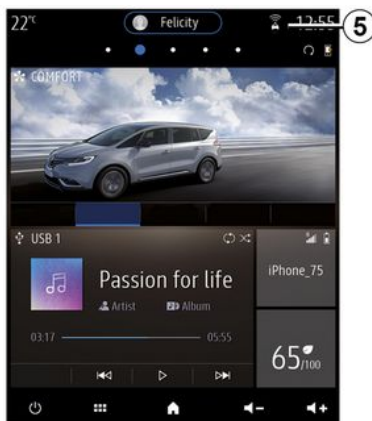 22°C Felicity 12:55 5
COMFORT
USB 1
Passion for life iPhone_75
Artist Album
03:17 05:55
65/100